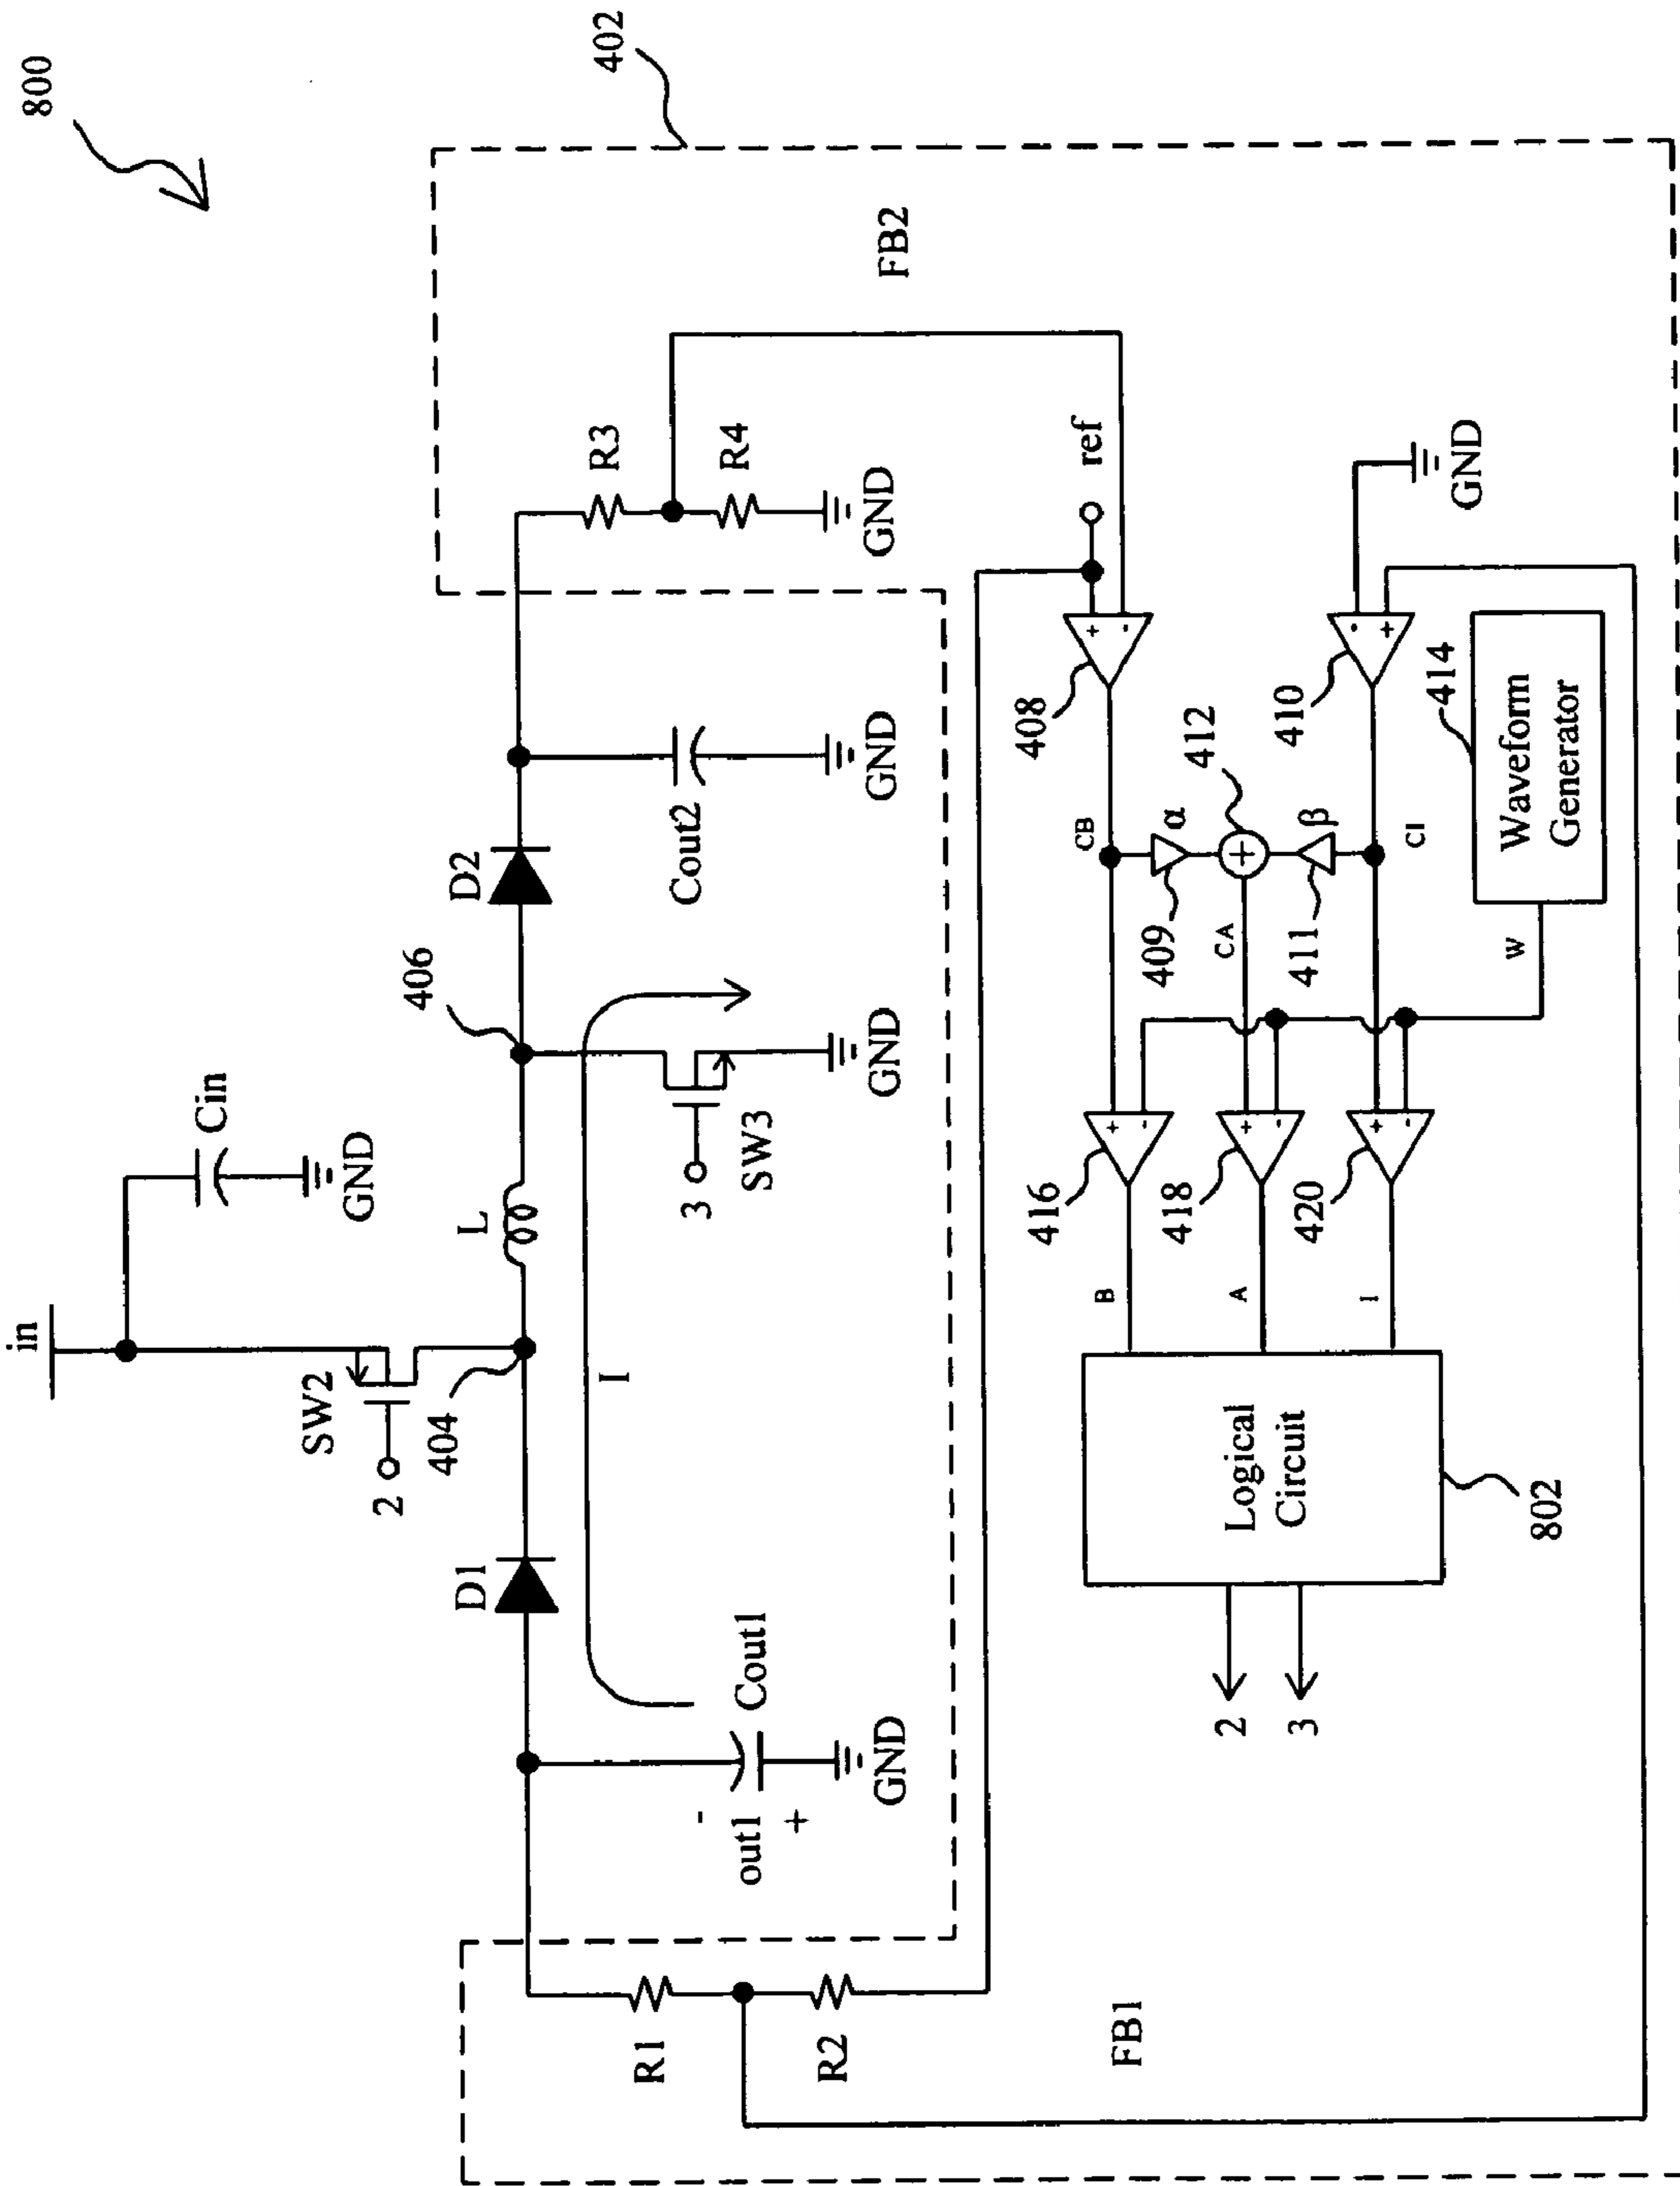 800
402
in
Cin
GND
SW2
2
404
L
406
D1
D2
I
3
SW3
GND
Cout1
-
out1
+
GND
Cout2
GND
R3
R4
GND
FB2
R1
R2
FB1
ref
+
-
408
CB
α
409
412
+
CA
β
411
CI
-
+
410
GND
414
Waveform
Generator
W
+
-
416
+
-
418
+
-
420
B
A
I
Logical
Circuit
802
2
3